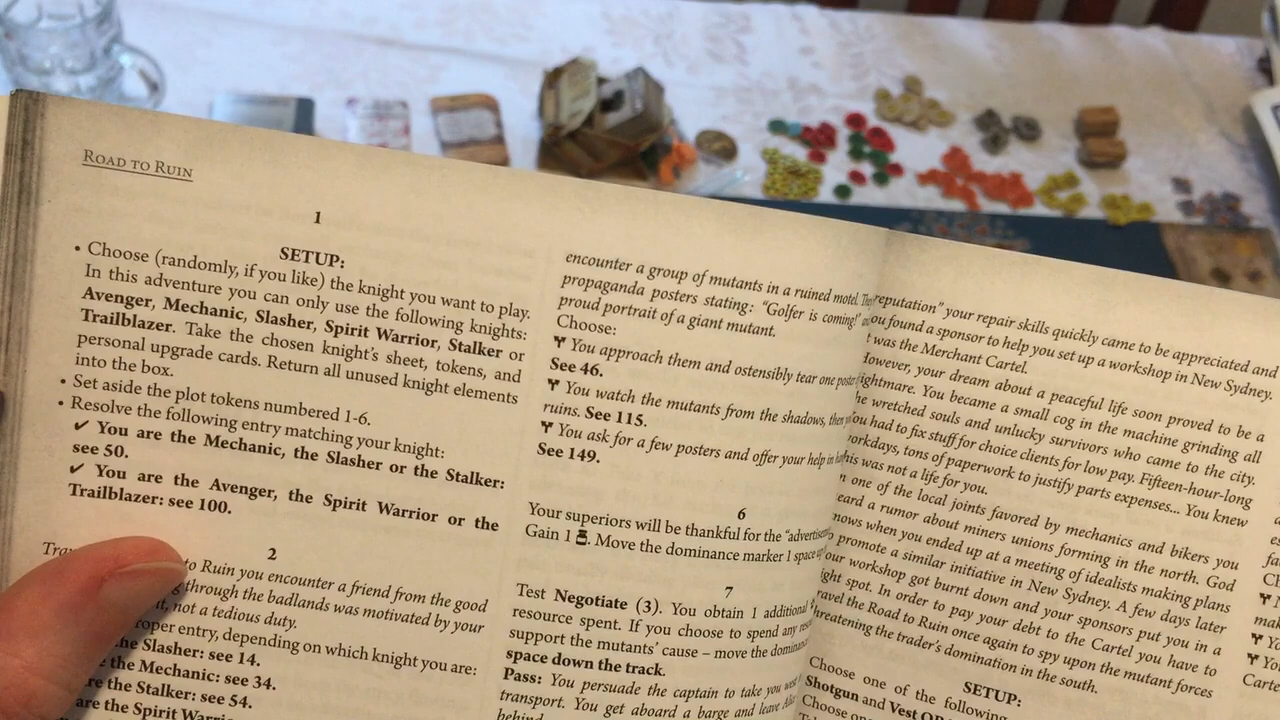 ROAD TO RUIN
1
SETUP:
• Choose (randomly, if you like) the knight you want to play.
In this adventure you can only use the following knights:
Avenger, Mechanic, Slasher, Spirit Warrior, Stalker or
Trailblazer. Take the chosen knight's sheet, tokens, and
personal upgrade cards. Return all unused knight elements
into the box.
• Set aside the plot tokens numbered 1-6.
• Resolve the following entry matching your knight:
✔ You are the Mechanic, the Slasher or the Stalker:
see 50.
✔ You are the Avenger, the Spirit Warrior or the
Trailblazer: see 100.
2
to Ruin you encounter a friend from the good
through the badlands was motivated by your
it, not a tedious duty.
entry, depending on which knight you are:
the Slasher: see 14.
the Mechanic: see 34.
the Stalker: see 54.
are the Spirit
encounter a group of mutants in a ruined motel.
propaganda posters stating: "Golfer is coming!"
proud portrait of a giant mutant.
Choose:
You approach them and ostensibly tear one
See 46.
You watch the mutants from the shadows, then
ruins. See 115.
You ask for a few posters and offer your help in
See 149.
6
Your superiors will be thankful for the
Gain 1 . Move the dominance marker 1 space
7
Test Negotiate (3). You obtain 1 additional
resource spent. If you choose to spend any
support the mutants' cause – move the
space down the track.
Pass: You persuade the captain to take you
transport. You get aboard a barge and leave
behind.
reputation" your repair skills quickly came to be appreciated and
you found a sponsor to help you set up a workshop in New Sydney.
was the Merchant Cartel.
However, your dream about a peaceful life soon proved to be a
nightmare. You became a small cog in the machine grinding all
the wretched souls and unlucky survivors who came to the city.
You had to fix stuff for choice clients for low pay. Fifteen-hour-long
workdays, tons of paperwork to justify parts expenses... You knew
this was not a life for you.
one of the local joints favored by mechanics and bikers you
heard a rumor about miners unions forming in the north. God
knows when you ended up at a meeting of idealists making plans
promote a similar initiative in New Sydney. A few days later
our workshop got burnt down and your sponsors put you in a
tight spot. In order to pay your debt to the Cartel you have to
travel the Road to Ruin once again to spy upon the mutant forces
threatening the trader's domination in the south.
SETUP:
Choose one of the following
Shotgun and Vest OR
Choose